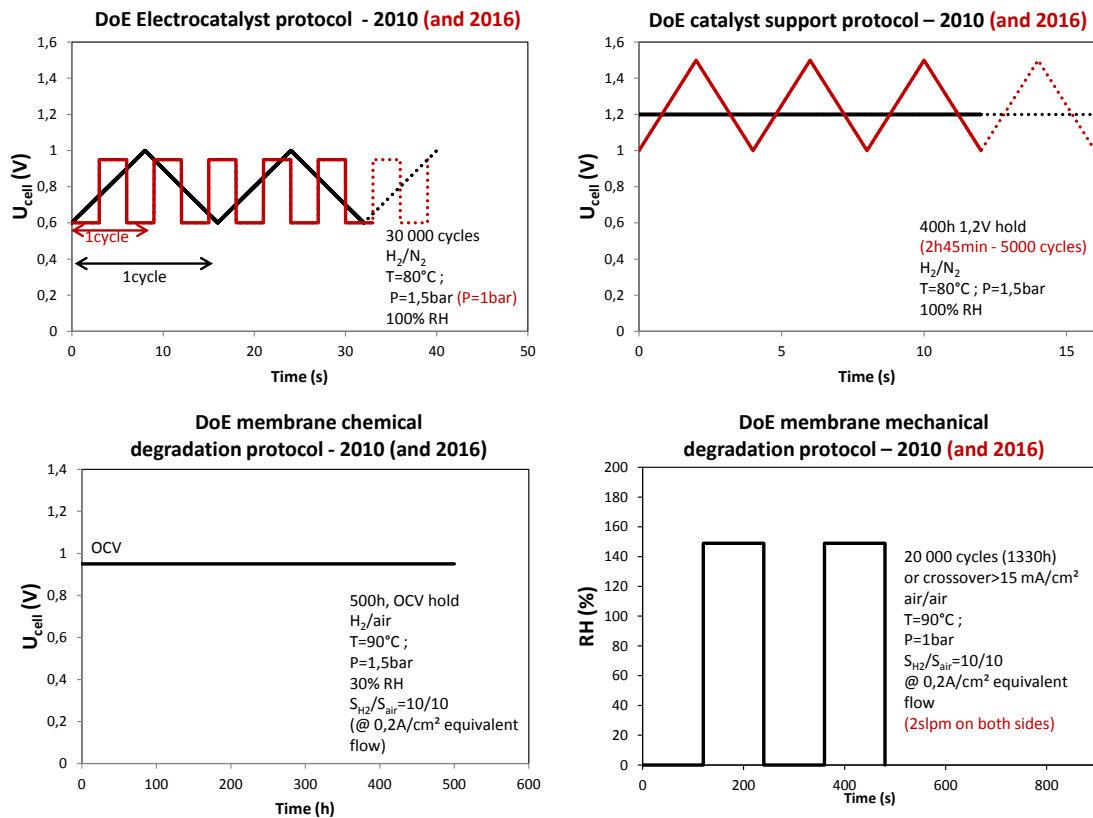 DoE Electrocatalyst protocol - 2010 (and 2016)
U_cell (V)
1,6
1,4
1,2
1
0,8
0,6
0,4
0,2
0
1cycle
1cycle
30 000 cycles
H₂/N₂
T=80°C ;
P=1,5bar (P=1bar)
100% RH
0 10 20 30 40 50
Time (s)
DoE catalyst support protocol – 2010 (and 2016)
U_cell (V)
1,6
1,4
1,2
1
0,8
0,6
0,4
0,2
0
400h 1,2V hold
(2h45min - 5000 cycles)
H₂/N₂
T=80°C ; P=1,5bar
100% RH
0 5 10 15
Time (s)
DoE membrane chemical
degradation protocol - 2010 (and 2016)
U_cell (V)
1,4
1,2
1
0,8
0,6
0,4
0,2
0
OCV
500h, OCV hold
H₂/air
T=90°C ;
P=1,5bar
30% RH
S_H2/S_air=10/10
(@ 0,2A/cm² equivalent
flow)
0 100 200 300 400 500 600
Time (h)
DoE membrane mechanical
degradation protocol – 2010 (and 2016)
RH (%)
200
180
160
140
120
100
80
60
40
20
0
20 000 cycles (1330h)
or crossover>15 mA/cm²
air/air
T=90°C ;
P=1bar
S_H2/S_air=10/10
@ 0,2A/cm² equivalent
flow
(2slpm on both sides)
0 200 400 600 800
Time (s)